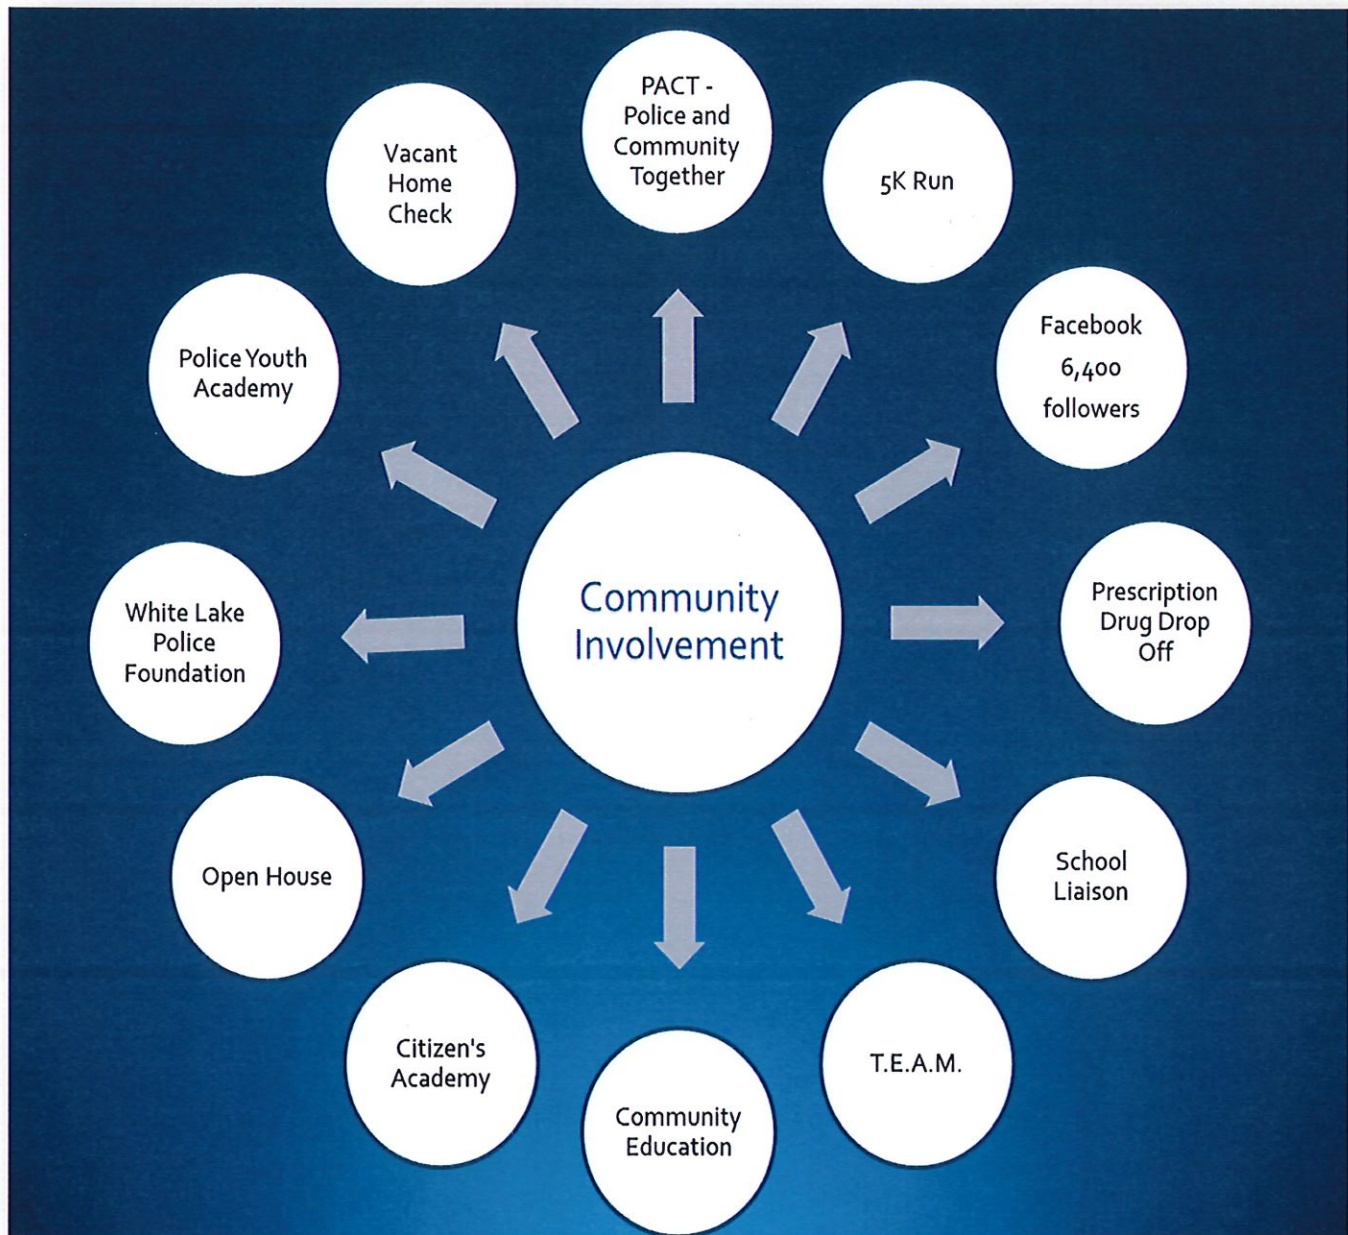 PACT -
Police and
Community
Together
5K Run
Facebook
6,400
followers
Prescription
Drug Drop
Off
School
Liaison
T.E.A.M.
Community
Education
Citizen's
Academy
Open House
White Lake
Police
Foundation
Police Youth
Academy
Vacant
Home
Check
Community
Involvement